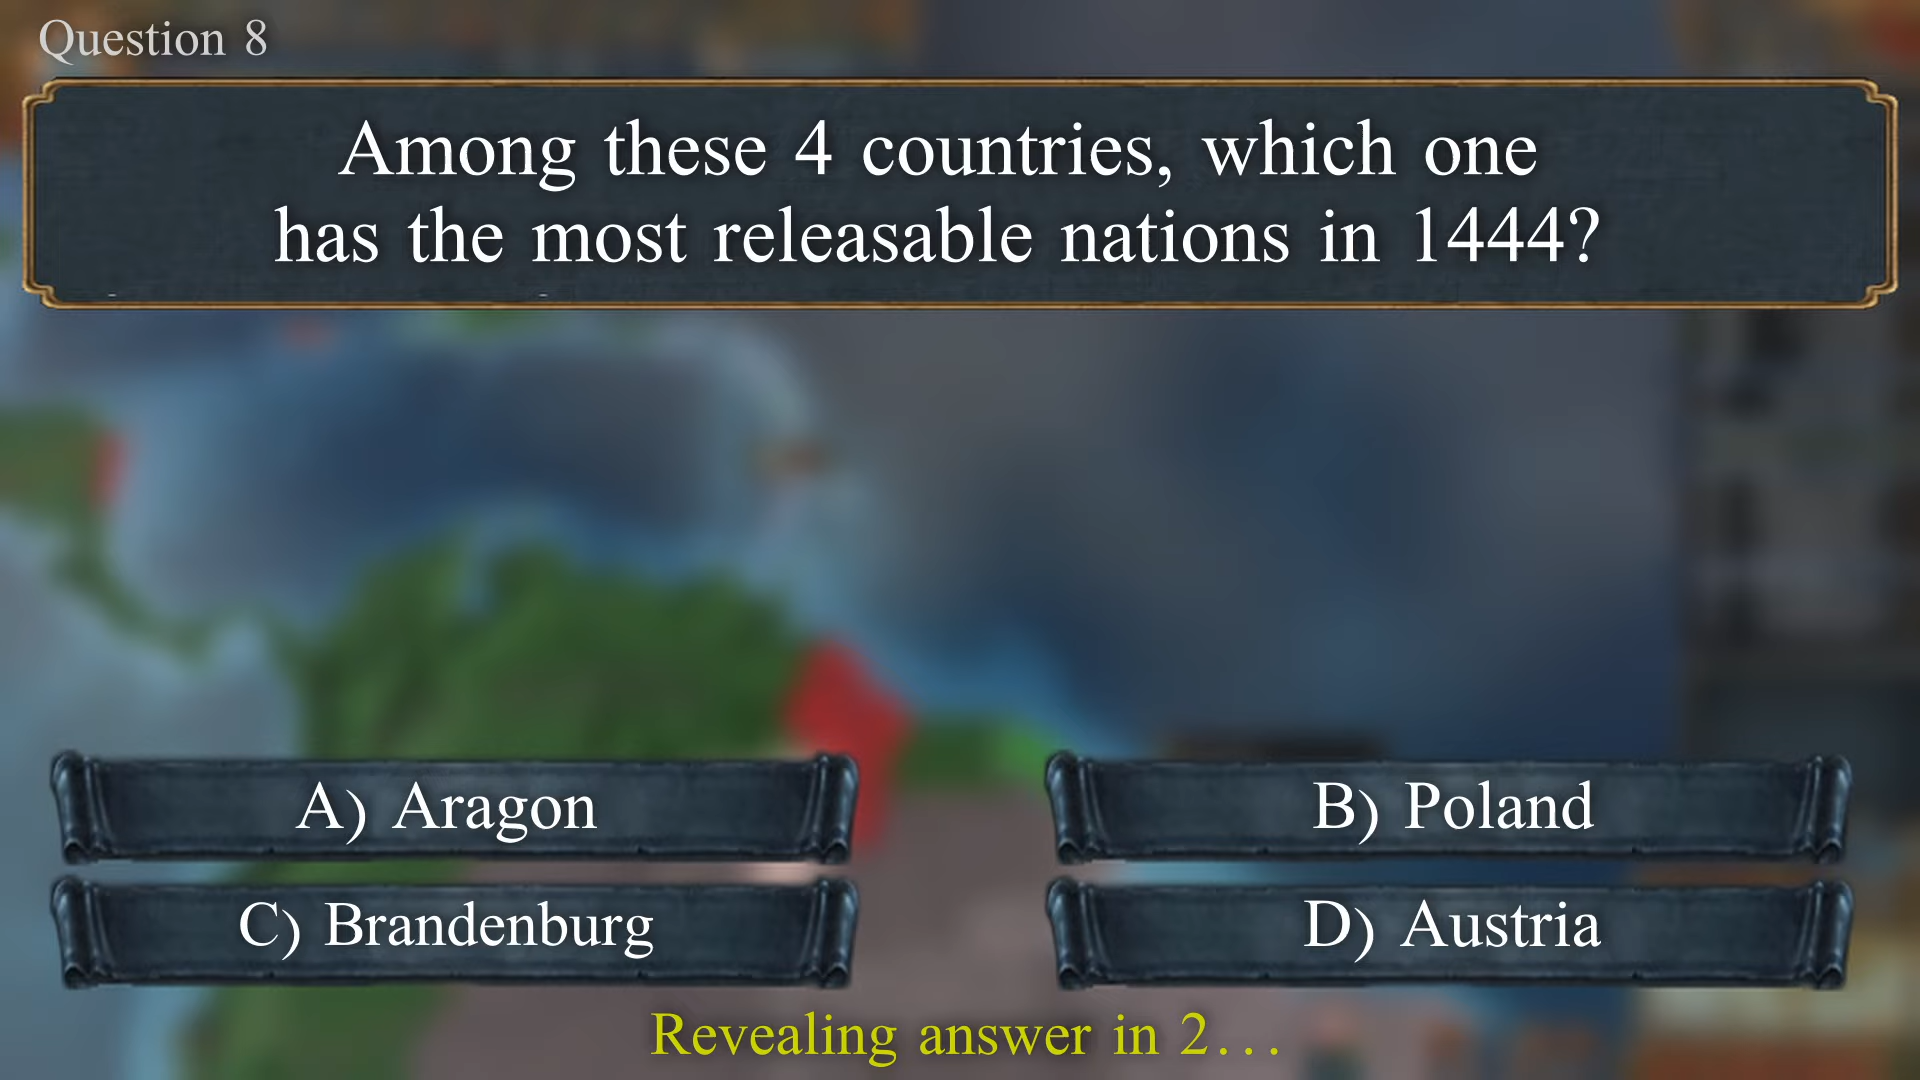 Question 8
Among these 4 countries, which one
has the most releasable nations in 1444?
A) Aragon
B) Poland
C) Brandenburg
D) Austria
Revealing answer in 2...